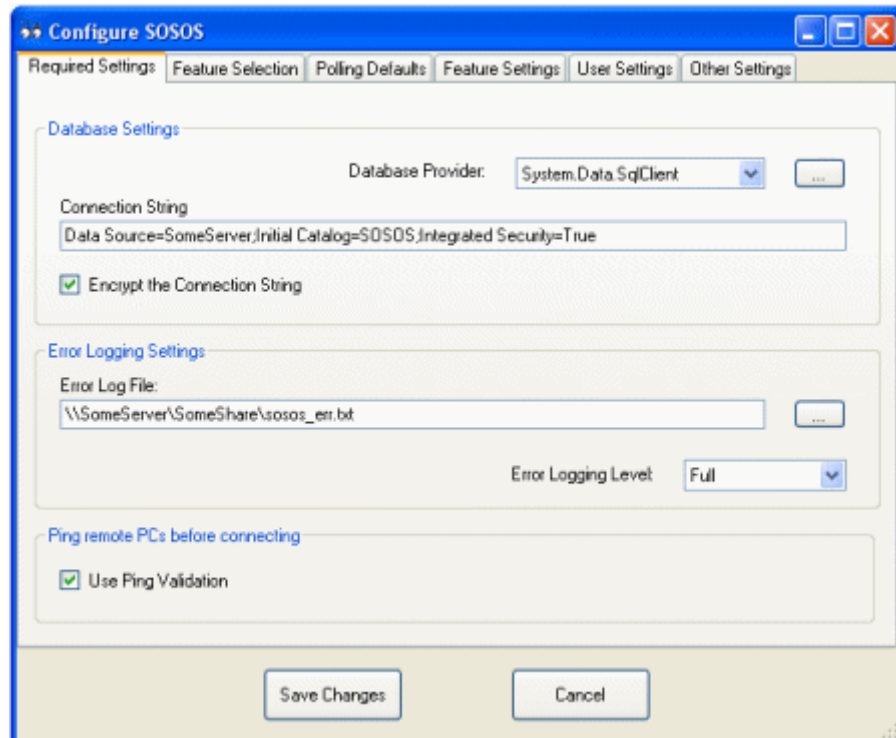 Configure SOSOS
Required Settings Feature Selection Polling Defaults Feature Settings User Settings Other Settings
Database Settings
Database Provider: System.Data.SqlClient ...
Connection String
Data Source=SomeServer;Initial Catalog=SOSOS;Integrated Security=True
Encrypt the Connection String
Error Logging Settings
Error Log File:
\\SomeServer\SomeShare\sosos_err.txt ...
Error Logging Level: Full
Ping remote PCs before connecting
Use Ping Validation
Save Changes Cancel